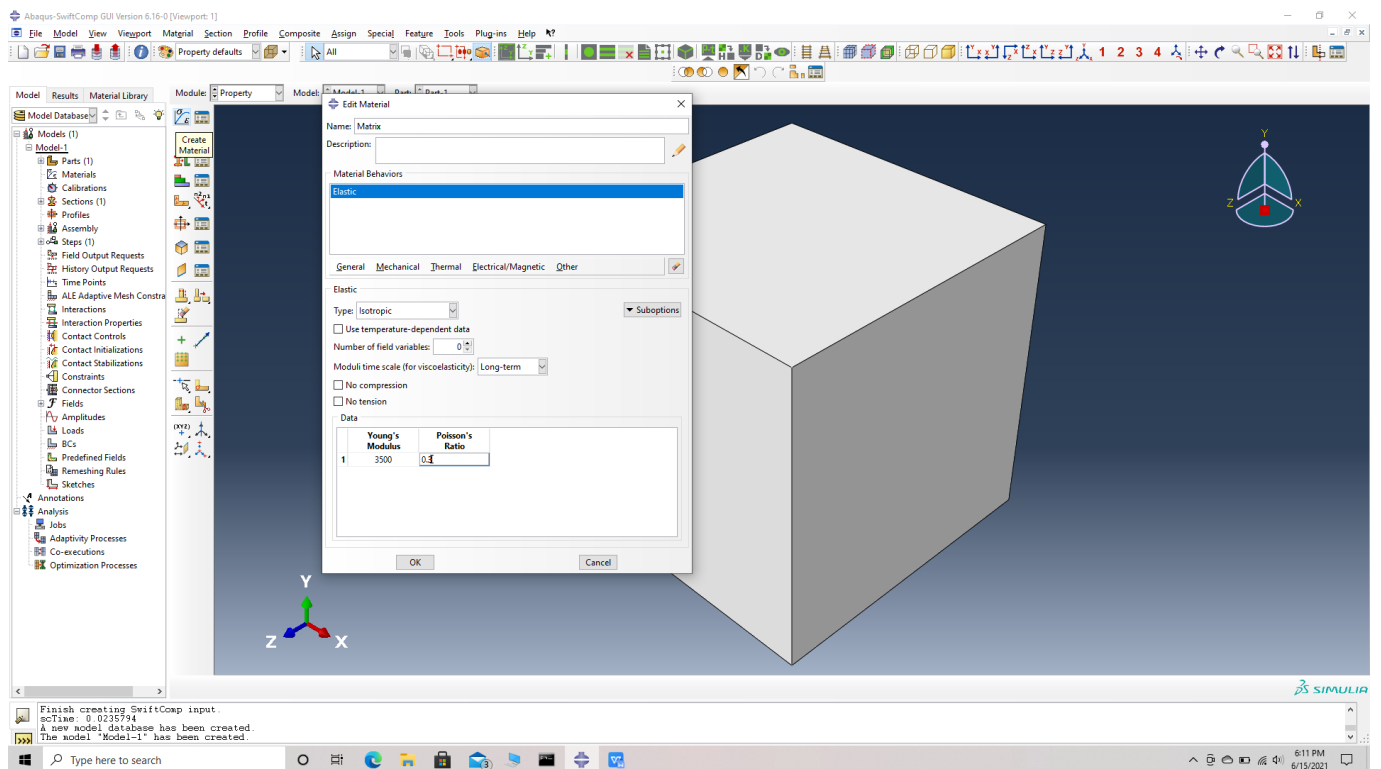 Abaqus-SwiftComp GUI Version 6.16-0 [Viewport: 1]
File Model View Viewport Material Section Profile Composite Assign Special Feature Tools Plug-ins Help
Property defaults All 1 2 3 4
Model Results Material Library Module: Property Model: Model-1 Part: Part-1
Model Database
Models (1)
Model-1
Parts (1)
Materials
Calibrations
Sections (1)
Profiles
Assembly
Steps (1)
Field Output Requests
History Output Requests
Time Points
ALE Adaptive Mesh Constra
Interactions
Interaction Properties
Contact Controls
Contact Initializations
Contact Stabilizations
Constraints
Connector Sections
Fields
Amplitudes
Loads
BCs
Predefined Fields
Remeshing Rules
Sketches
Annotations
Analysis
Jobs
Adaptivity Processes
Co-executions
Optimization Processes
Create
Material
(XYZ)
Edit Material
Name: Matrix
Description:
Material Behaviors
Elastic
General Mechanical Thermal Electrical/Magnetic Other
Elastic
Type: Isotropic Suboptions
Use temperature-dependent data
Number of field variables: 0
Moduli time scale (for viscoelasticity): Long-term
No compression
No tension
Data
Young's Poisson's
Modulus Ratio
1 3500 0.3
OK Cancel
Y
Z X
Y
Z X
SIMULIA
Finish creating SwiftComp input.
scTime: 0.0235794
A new model database has been created.
The model "Model-1" has been created.
Type here to search
6:11 PM
6/15/2021